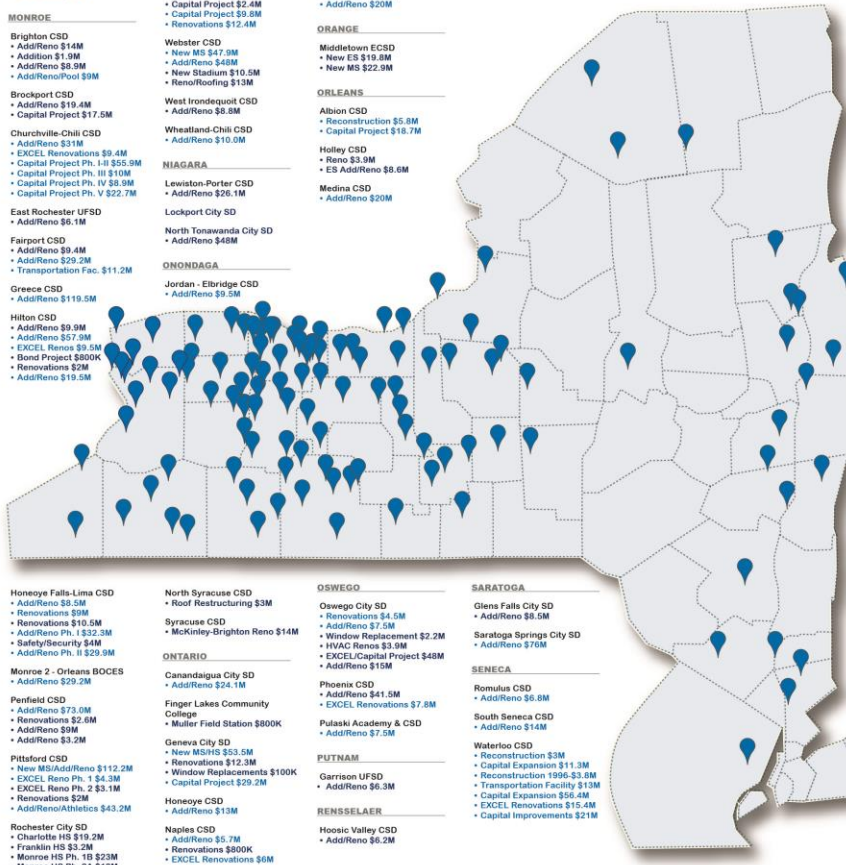 MONROE
Brighton CSD
• Add/Reno $14M
• Addition $1.9M
• Add/Reno $8.9M
• Add/Reno/Pool $9M
Brockport CSD
• Add/Reno $19.4M
• Capital Project $17.5M
Churchville-Chili CSD
• Add/Reno $31M
• EXCEL Renovations $9.4M
• Capital Project Ph. I-II $55.9M
• Capital Project Ph. III $10M
• Capital Project Ph. IV $8.9M
• Capital Project Ph. V $22.7M
East Rochester UFSD
• Add/Reno $6.1M
Fairport CSD
• Add/Reno $9.4M
• Add/Reno $29.2M
• Transportation Fac. $11.2M
Greece CSD
• Add/Reno $119.5M
Hilton CSD
• Add/Reno $9.9M
• Add/Reno $57.9M
• EXCEL Renos $9.5M
• Bond Project $800K
• Renovations $2M
• Add/Reno $19.5M
• Capital Project $2.4M
• Capital Project $9.8M
• Renovations $12.4M
Webster CSD
• New MS $47.9M
• Add/Reno $48M
• New Stadium $10.5M
• Reno/Roofing $13M
West Irondequoit CSD
• Add/Reno $8.8M
Wheatland-Chili CSD
• Add/Reno $10.0M
NIAGARA
Lewiston-Porter CSD
• Add/Reno $26.1M
Lockport City SD
North Tonawanda City SD
• Add/Reno $48M
ONONDAGA
Jordan - Elbridge CSD
• Add/Reno $9.5M
• Add/Reno $20M
ORANGE
Middletown ECSD
• New ES $19.8M
• New MS $22.9M
ORLEANS
Albion CSD
• Reconstruction $5.8M
• Capital Project $18.7M
Holley CSD
• Reno $3.9M
• ES Add/Reno $8.6M
Medina CSD
• Add/Reno $20M
Honeoye Falls-Lima CSD
• Add/Reno $8.5M
• Renovations $9M
• Renovations $10.5M
• Add/Reno Ph. I $32.3M
• Safety/Security $4M
• Add/Reno Ph. II $29.9M
Monroe 2 - Orleans BOCES
• Add/Reno $29.2M
Penfield CSD
• Add/Reno $73.0M
• Renovations $2.6M
• Add/Reno $9M
• Add/Reno $3.2M
Pittsford CSD
• New MS/Add/Reno $112.2M
• EXCEL Reno Ph. 1 $4.3M
• EXCEL Reno Ph. 2 $3.1M
• Renovations $2M
• Add/Reno/Athletics $43.2M
Rochester City SD
• Charlotte HS $19.2M
• Franklin HS $3.2M
• Monroe HS Ph. 1B $23M
North Syracuse CSD
• Roof Restructuring $3M
Syracuse CSD
• McKinley-Brighton Reno $14M
ONTARIO
Canandaigua City SD
• Add/Reno $24.1M
Finger Lakes Community
College
• Muller Field Station $800K
Geneva City SD
• New MS/HS $53.5M
• Renovations $12.3M
• Window Replacements $100K
• Capital Project $29.2M
Honeoye CSD
• Add/Reno $13M
Naples CSD
• Add/Reno $5.7M
• Renovations $800K
• EXCEL Renovations $6M
OSWEGO
Oswego City SD
• Renovations $4.5M
• Add/Reno $7.5M
• Window Replacement $2.2M
• HVAC Renos $3.9M
• EXCEL/Capital Project $48M
• Add/Reno $15M
Phoenix CSD
• Add/Reno $41.5M
• EXCEL Renovations $7.8M
Pulaski Academy & CSD
• Add/Reno $7.5M
PUTNAM
Garrison UFSD
• Add/Reno $6.3M
RENSSELAER
Hoosic Valley CSD
• Add/Reno $6.2M
SARATOGA
Glens Falls City SD
• Add/Reno $8.5M
Saratoga Springs City SD
• Add/Reno $76M
SENECA
Romulus CSD
• Add/Reno $6.8M
South Seneca CSD
• Add/Reno $14M
Waterloo CSD
• Reconstruction $3M
• Capital Expansion $11.3M
• Reconstruction 1996-$3.8M
• Transportation Facility $13M
• Capital Expansion $56.4M
• EXCEL Renovations $15.4M
• Capital Improvements $21M